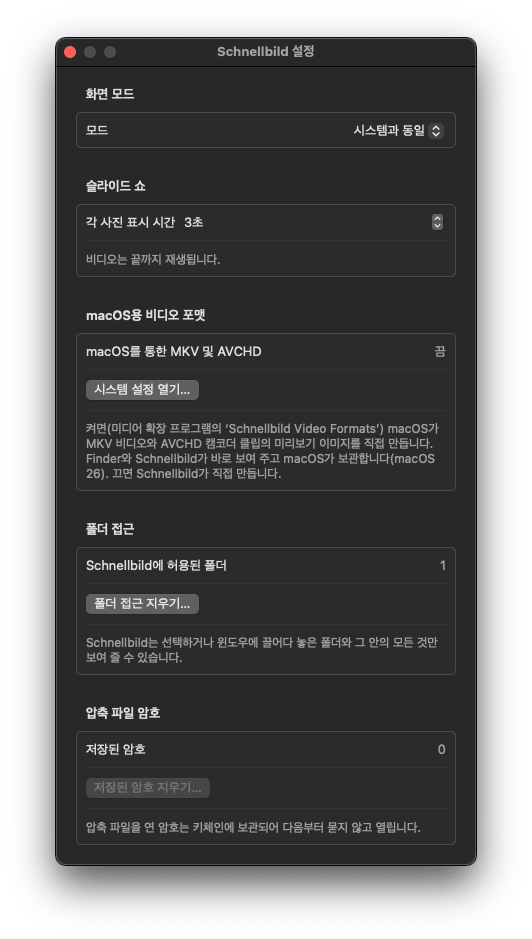 Schnellbild 설정
화면 모드
모드 시스템과 동일
슬라이드 쇼
각 사진 표시 시간 3초
비디오는 끝까지 재생됩니다.
macOS용 비디오 포맷
macOS를 통한 MKV 및 AVCHD 끔
시스템 설정 열기...
켜면(미디어 확장 프로그램의 ‘Schnellbild Video Formats’) macOS가
MKV 비디오와 AVCHD 캠코더 클립의 미리보기 이미지를 직접 만듭니다.
Finder와 Schnellbild가 바로 보여 주고 macOS가 보관합니다(macOS
26). 끄면 Schnellbild가 직접 만듭니다.
폴더 접근
Schnellbild에 허용된 폴더 1
폴더 접근 지우기...
Schnellbild는 선택하거나 윈도우에 끌어다 놓은 폴더와 그 안의 모든 것만
보여 줄 수 있습니다.
압축 파일 암호
저장된 암호 0
저장된 암호 지우기...
압축 파일을 연 암호는 키체인에 보관되어 다음부터 묻지 않고 열립니다.